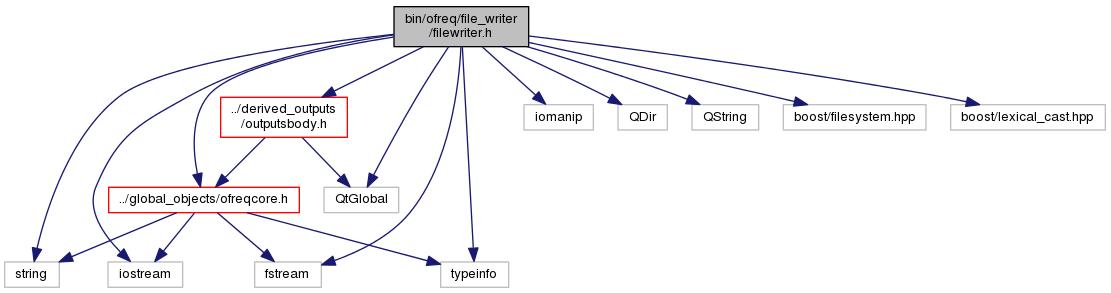 bin/ofreq/file_writer
/filewriter.h
../derived_outputs
/outputsbody.h
iomanip
QDir
QString
boost/filesystem.hpp
boost/lexical_cast.hpp
../global_objects/ofreqcore.h
QtGlobal
string
iostream
fstream
typeinfo